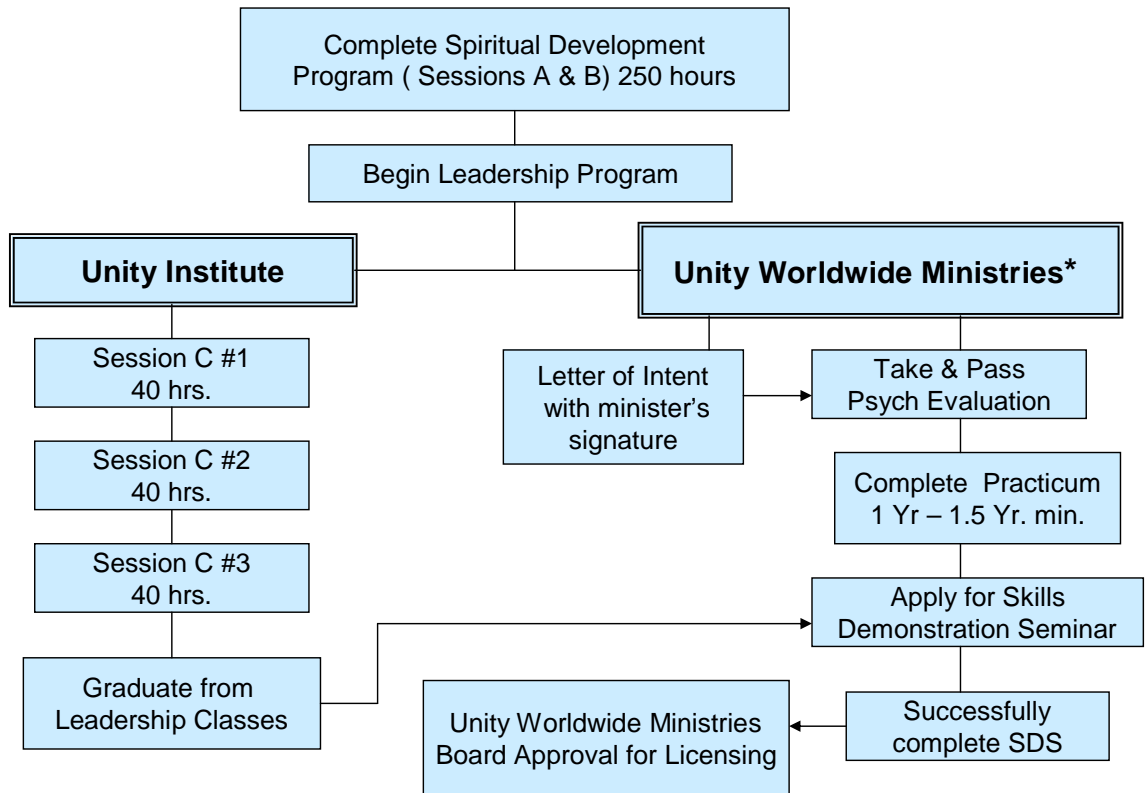 Complete Spiritual Development
Program ( Sessions A & B) 250 hours
Begin Leadership Program
Unity Institute
Unity Worldwide Ministries*
Session C #1
40 hrs.
Session C #2
40 hrs.
Session C #3
40 hrs.
Graduate from
Leadership Classes
Letter of Intent
with minister's
signature
Take & Pass
Psych Evaluation
Complete Practicum
1 Yr – 1.5 Yr. min.
Apply for Skills
Demonstration Seminar
Successfully
complete SDS
Unity Worldwide Ministries
Board Approval for Licensing